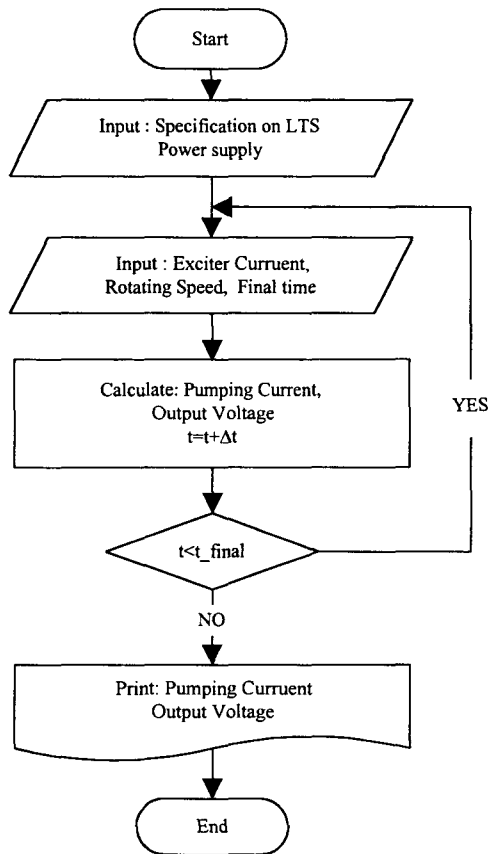 Start
Input : Specification on LTS
Power supply
Input : Exciter Curruent,
Rotating Speed, Final time
Calculate: Pumping Current,
Output Voltage
t=t+Δt
YES
t<t_final
NO
Print: Pumping Curruent
Output Voltage
End